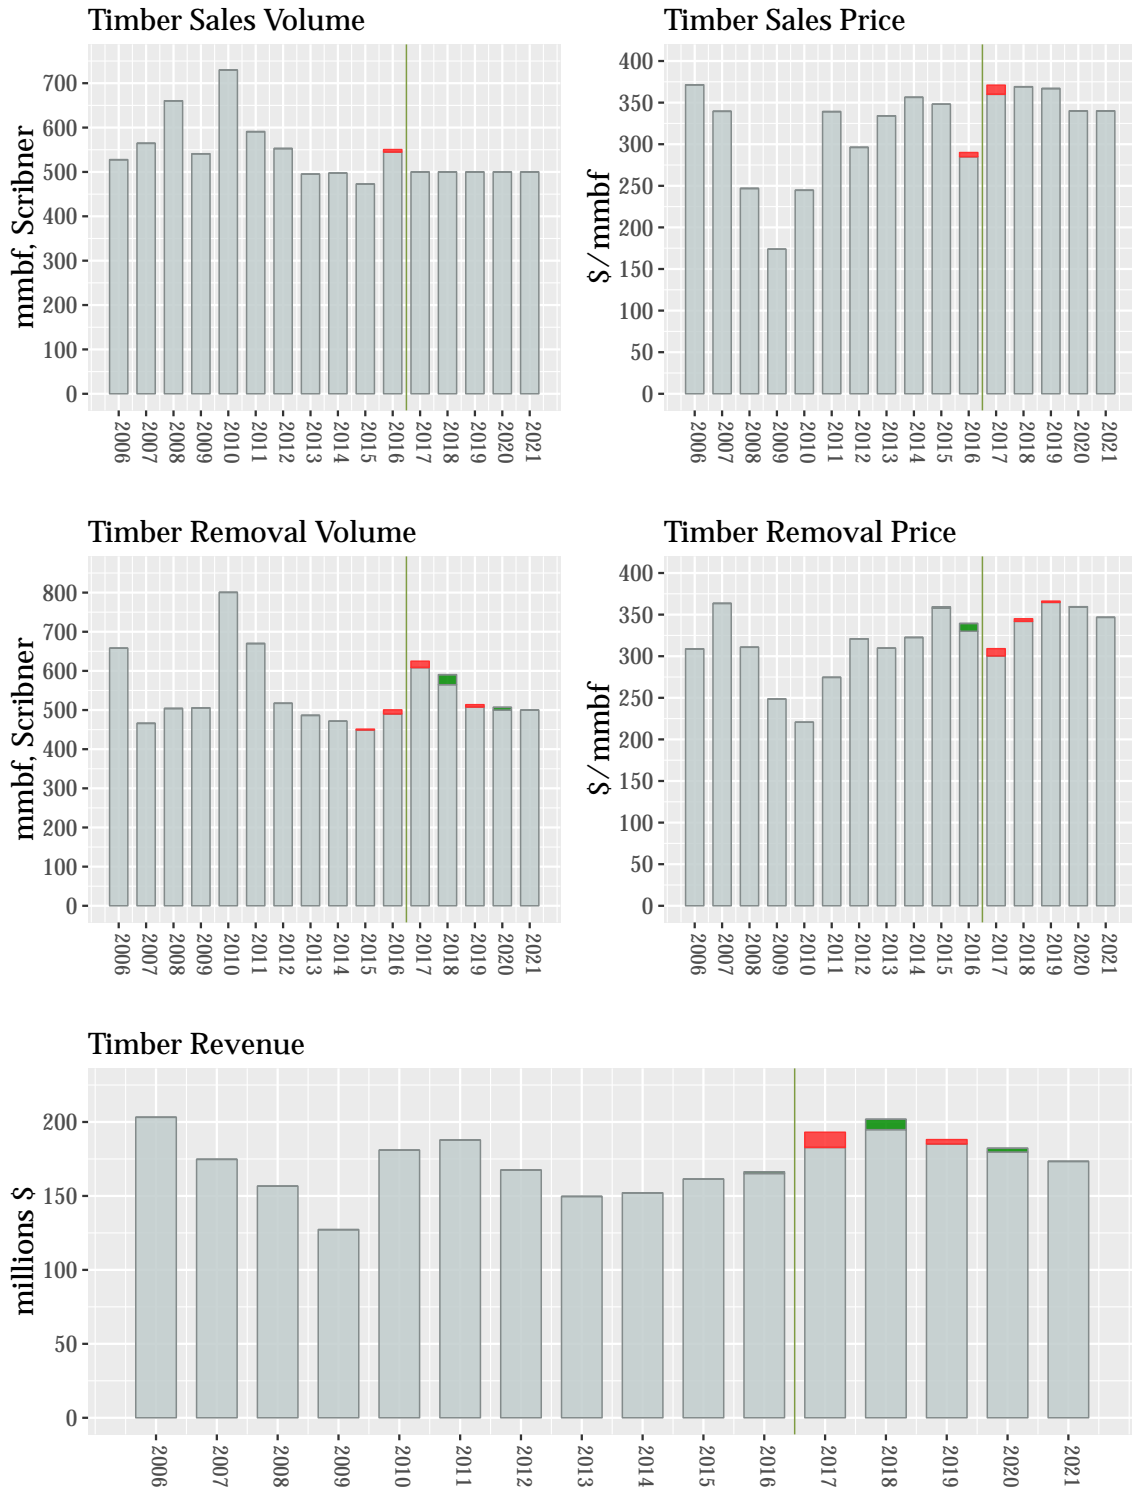 Timber Sales Volume
mmbf, Scribner
700
600
500
400
300
200
100
0
2006 2007 2008 2009 2010 2011 2012 2013 2014 2015 2016 2017 2018 2019 2020 2021
Timber Sales Price
$/mmbf
400
350
300
250
200
150
100
50
0
2006 2007 2008 2009 2010 2011 2012 2013 2014 2015 2016 2017 2018 2019 2020 2021
Timber Removal Volume
mmbf, Scribner
800
700
600
500
400
300
200
100
0
2006 2007 2008 2009 2010 2011 2012 2013 2014 2015 2016 2017 2018 2019 2020 2021
Timber Removal Price
$/mmbf
400
350
300
250
200
150
100
50
0
2006 2007 2008 2009 2010 2011 2012 2013 2014 2015 2016 2017 2018 2019 2020 2021
Timber Revenue
millions $
200
150
100
50
0
2006 2007 2008 2009 2010 2011 2012 2013 2014 2015 2016 2017 2018 2019 2020 2021